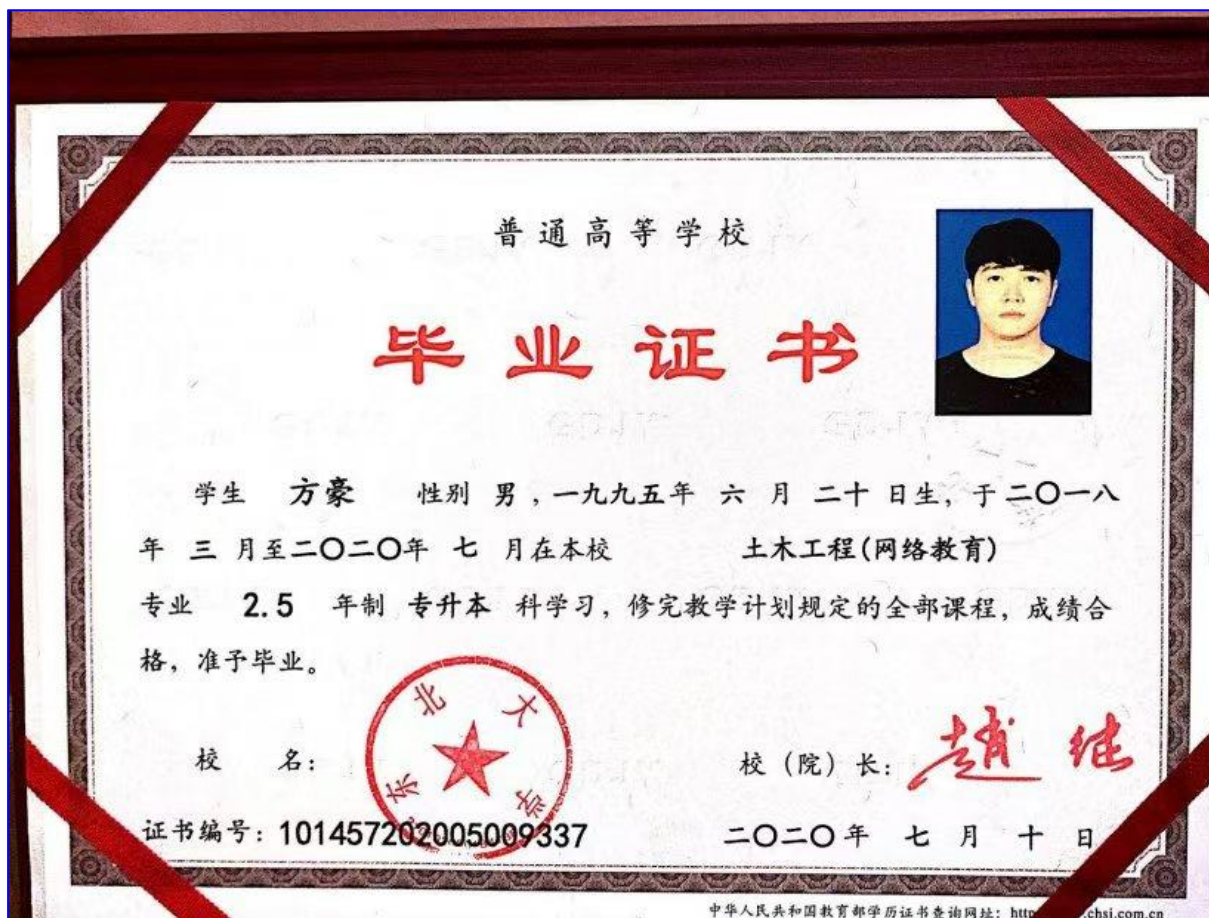 普通高等学校
毕业证书
学生 方豪 性别 男，一九九五年 六 月 二十 日生，于二〇一八
年 三 月至二〇二〇年 七 月在本校 土木工程(网络教育)
专业 2.5 年制 专升本 科学习，修完教学计划规定的全部课程，成绩合
格，准予毕业。
东北大学
校 名：
校（院）长：赵继
证书编号：101457202005009337
二〇二〇年 七 月 十 日
中华人民共和国教育部学历证书查询网址：chsi.com.cn